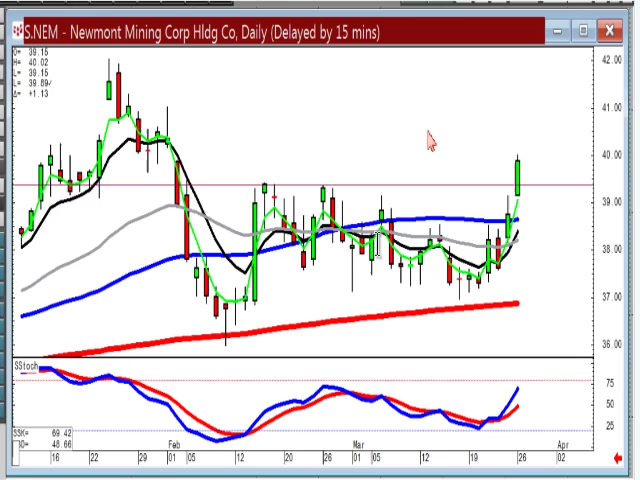 S.NEM - Newmont Mining Corp Hldg Co, Daily (Delayed by 15 mins)
O= 39.15
H= 40.02
L= 39.15
L= 39.89
Δ= +1.13
42.00
41.00
40.00
39.00
38.00
37.00
36.00
SStoch
75
50
25
SSK= 69.42
D= 48.66
Feb Mar Apr
16 22 29 01 05 12 20 26 01 05 12 19 26 02